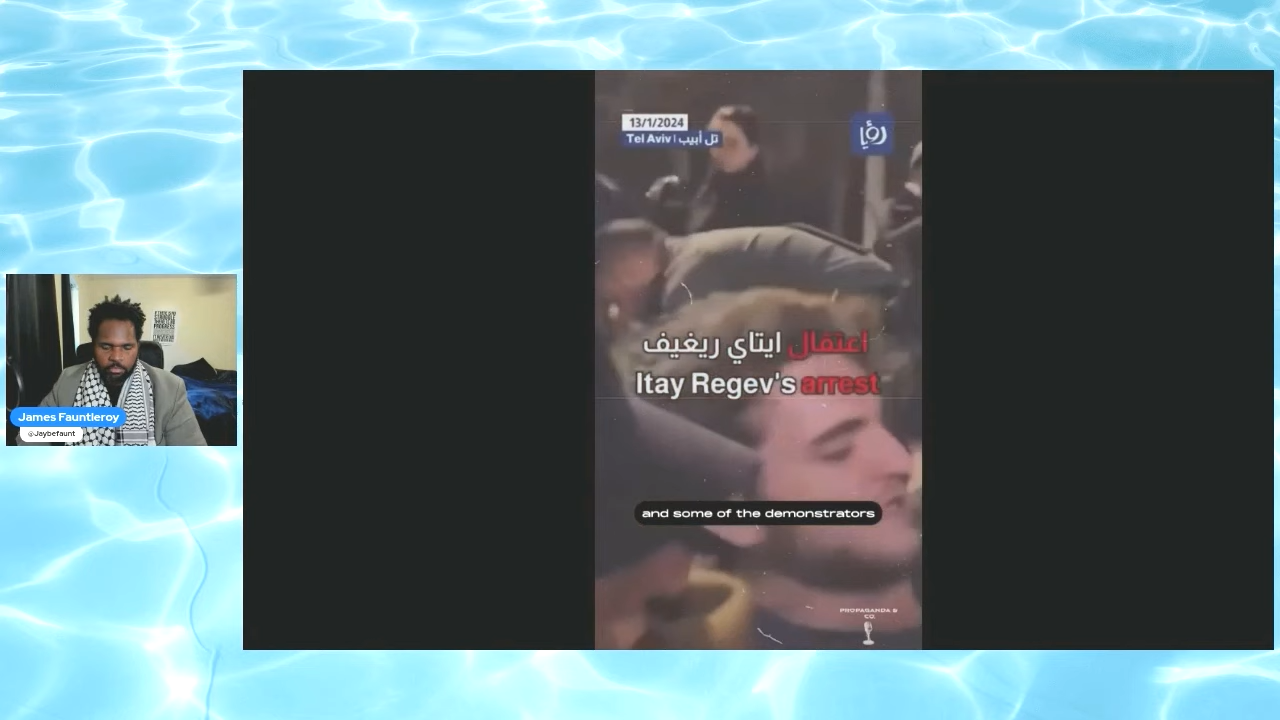 13/1/2024
Tel Aviv | تل أبيب
رؤيا
اعتقال ايتاي ريغيف
Itay Regev's arrest
and some of the demonstrators
PROPAGANDA &
CO.
James Fauntleroy
@Jaybefaunt